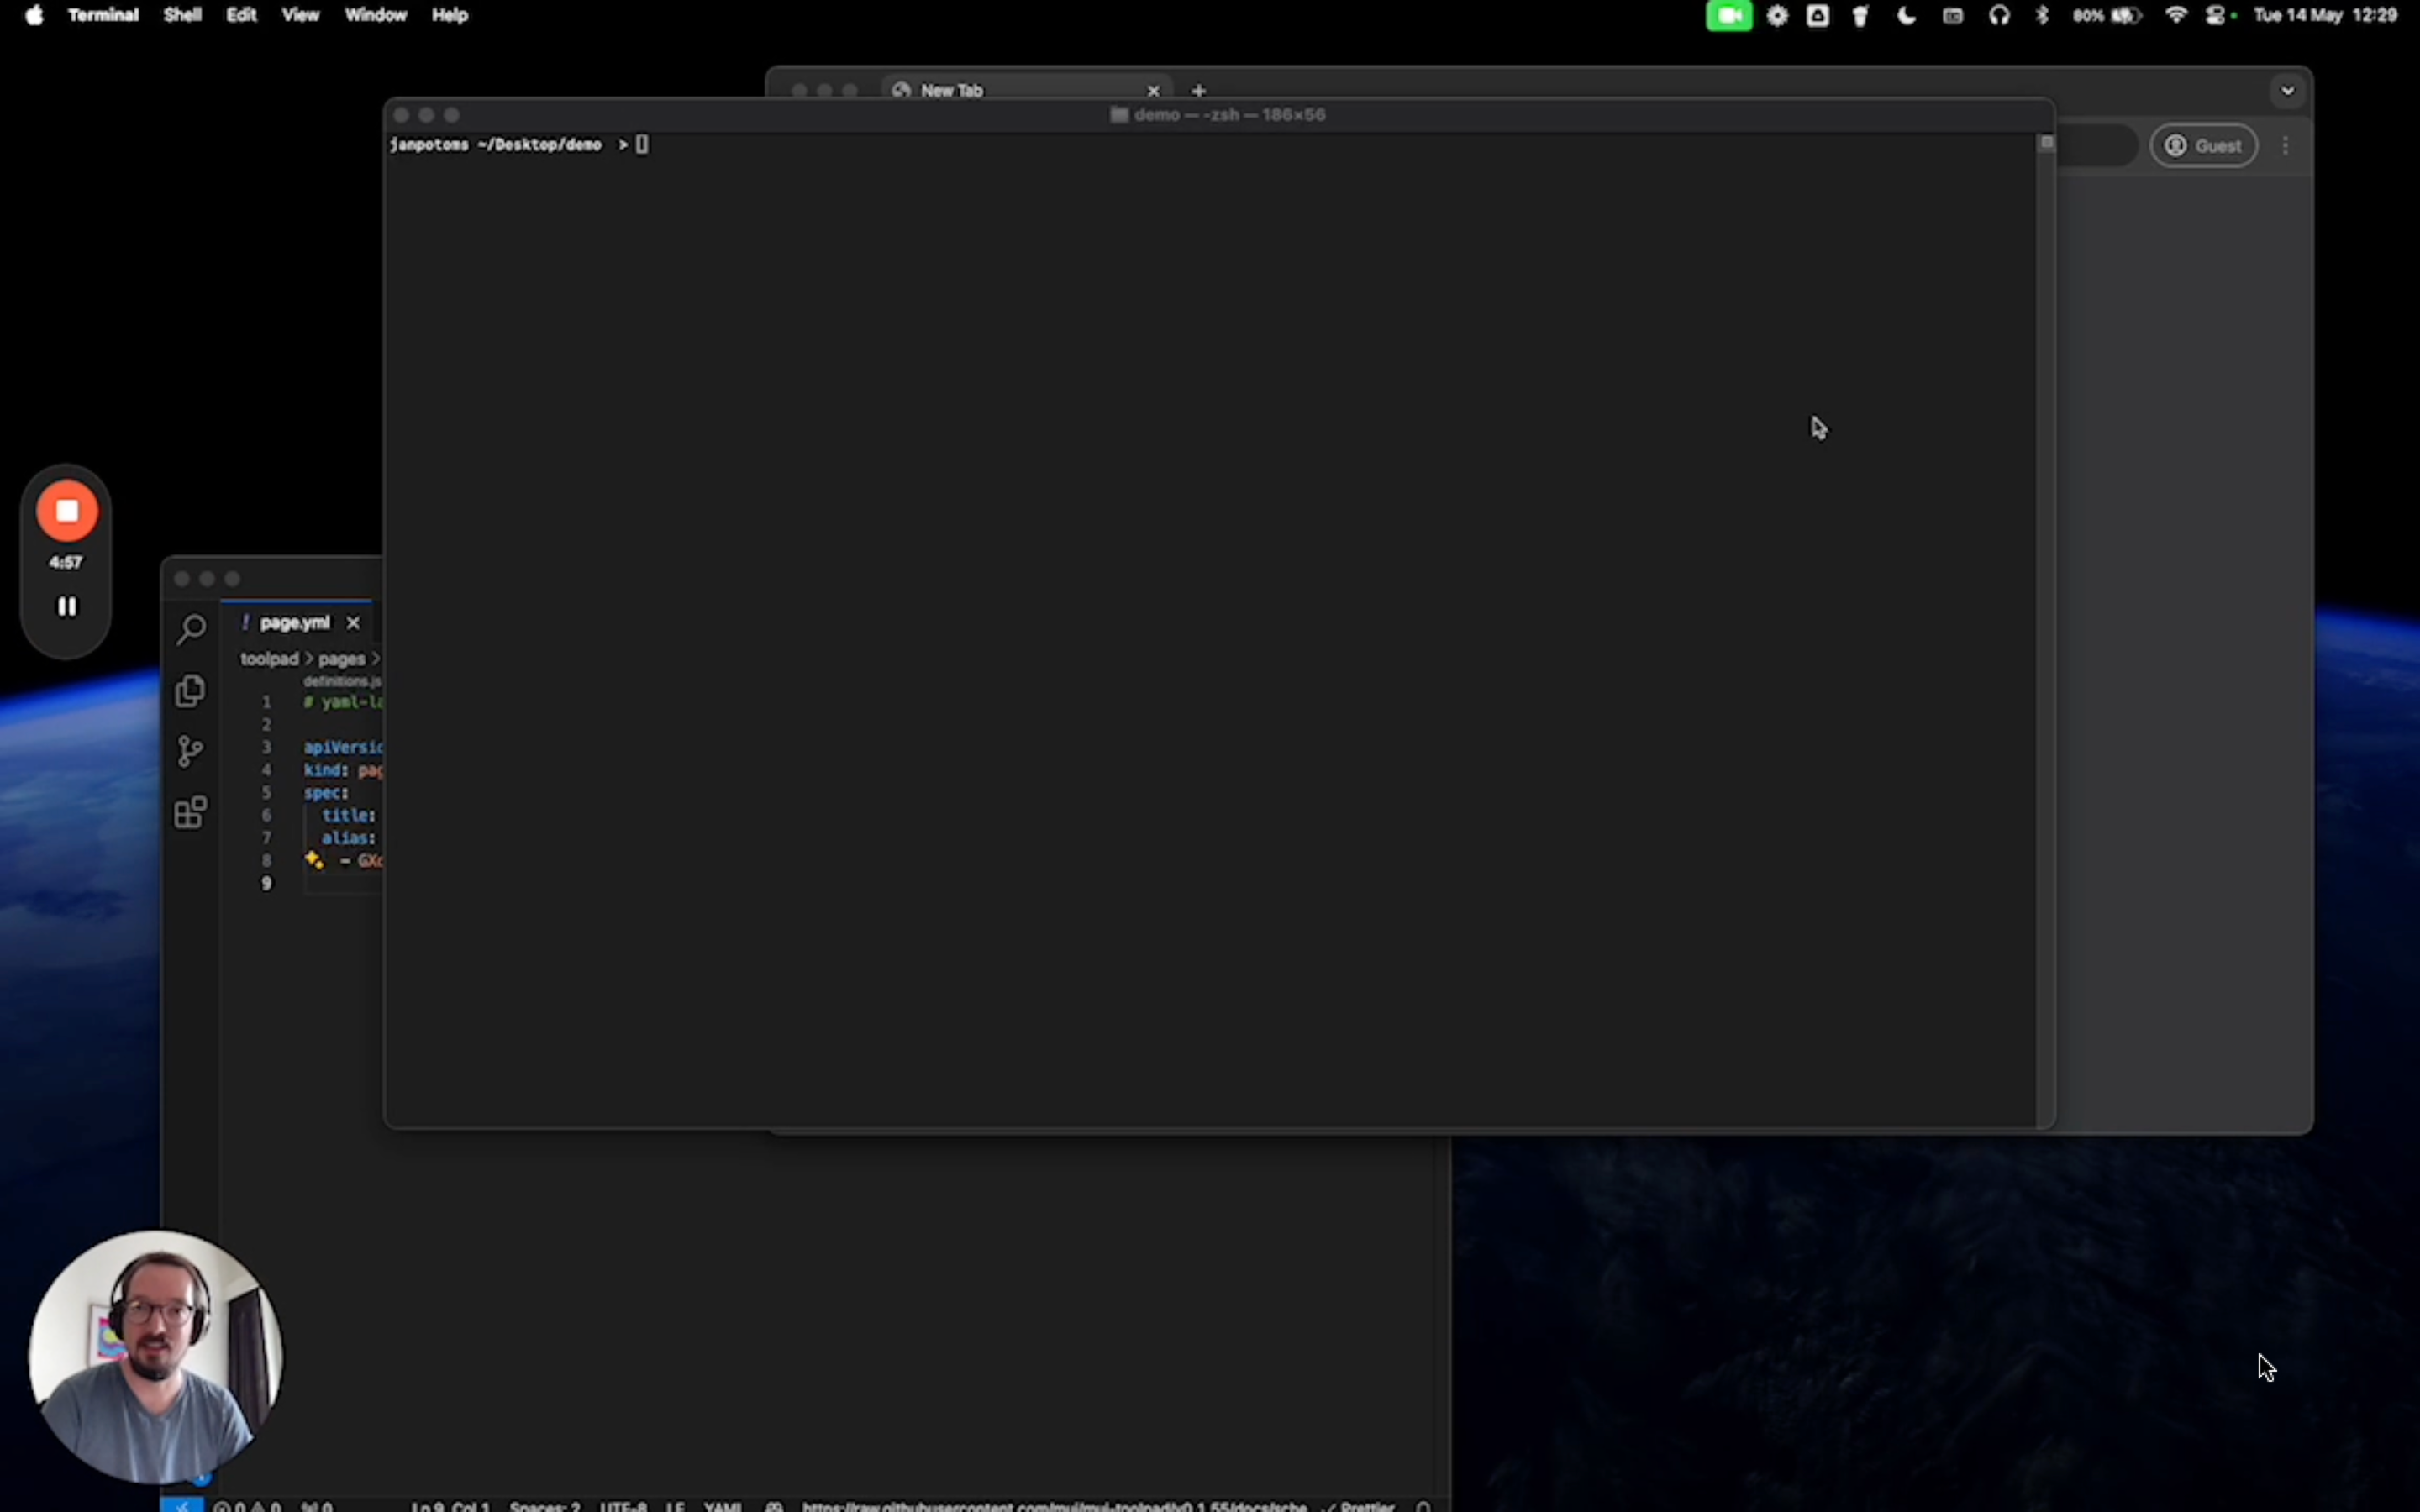 Terminal Shell Edit View Window Help
80% Tue 14 May 12:29
New Tab
demo — -zsh — 186×56
janpotoms ~/Desktop/demo >
Guest
4:57
! page.yml
toolpad > pages >
definitions.js
1 # yaml-la
2
3 apiVersio
4 kind: pag
5 spec:
6 title:
7 alias:
8 - GXc
9
0 0 0 Ln 9, Col 1 Spaces: 2 UTF-8 LF YAML https://raw.githubusercontent.com/mui/mui-toolpad/v0.1.55/docs/sche Prettier